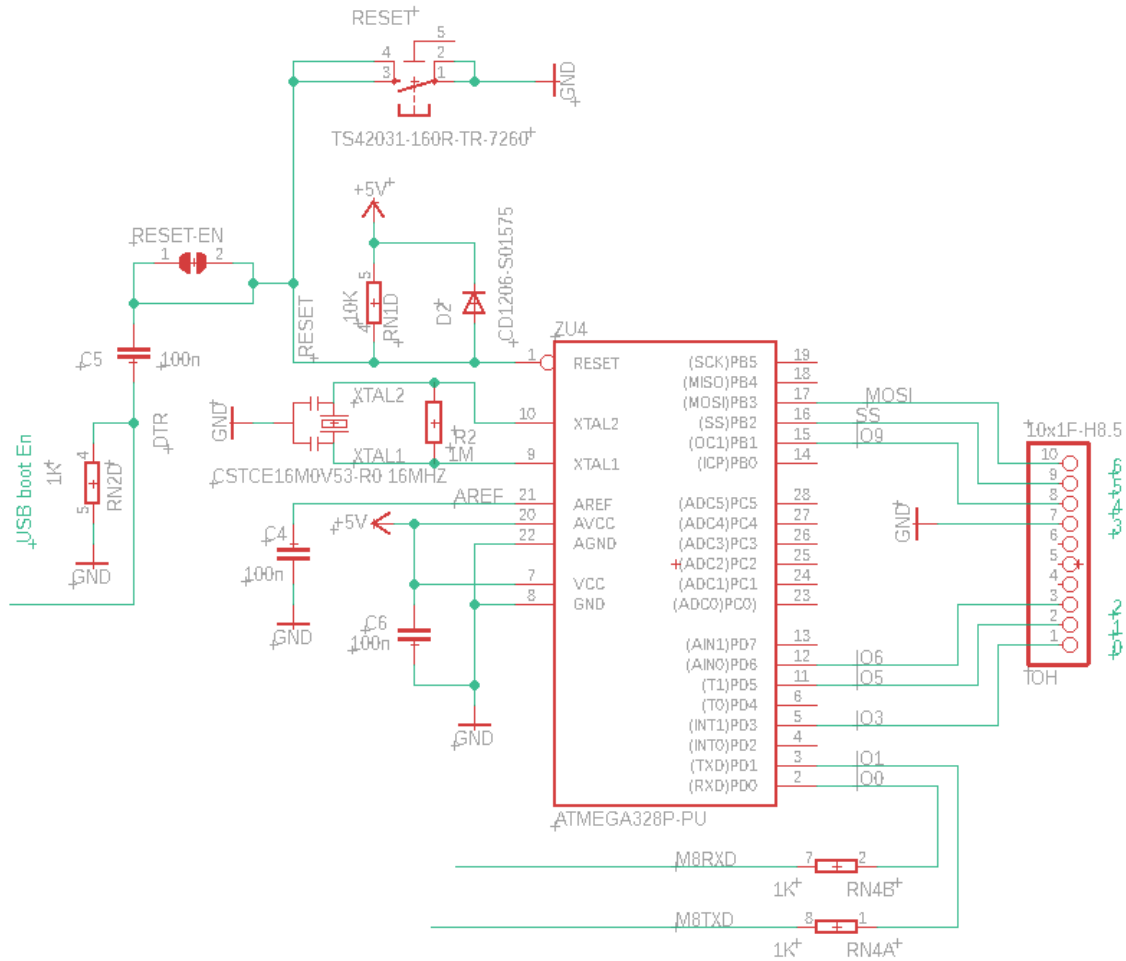 RESET
5
4 2
3 1
GND
TS42031-160R-TR-7260
+5V
CD1206-S01575
RESET-EN
1 2
5
10K
4
RN1D
D2
RESET
C5 100n
ZU4
1 RESET
(SCK)PB5 19
(MISO)PB4 18
(MOSI)PB3 17 MOSI
XTAL2
10 XTAL2
(SS)PB2 16 SS
GND
DTR
R2
1M
(OC1)PB1 15 IO9
10x1F-H8.5
XTAL1
9 XTAL1
(ICP)PB0 14
CSTCE16M0V53-R0 16MHZ
4
1K
RN2D
5
GND
USB boot En
AREF
21 AREF
+5V
20 AVCC
22 AGND
7 VCC
8 GND
C4
100n
GND
C6
100n
GND
(ADC5)PC5 28
(ADC4)PC4 27
(ADC3)PC3 26
(ADC2)PC2 25
(ADC1)PC1 24
(ADC0)PC0) 23
(AIN1)PD7 13
(AIN0)PD6 12 IO6
(T1)PD5 11 IO5
(T0)PD4 6
(INT1)PD3 5 IO3
(INT0)PD2 4
(TXD)PD1 3 IO1
(RXD)PD0 2 IO0
GND
10 6
9 5
8 4
7 3
6
5
4
3 2
2 1
1 0
IOH
ATMEGA328P-PU
M8RXD 7 2
1K RN4B
M8TXD 8 1
1K RN4A